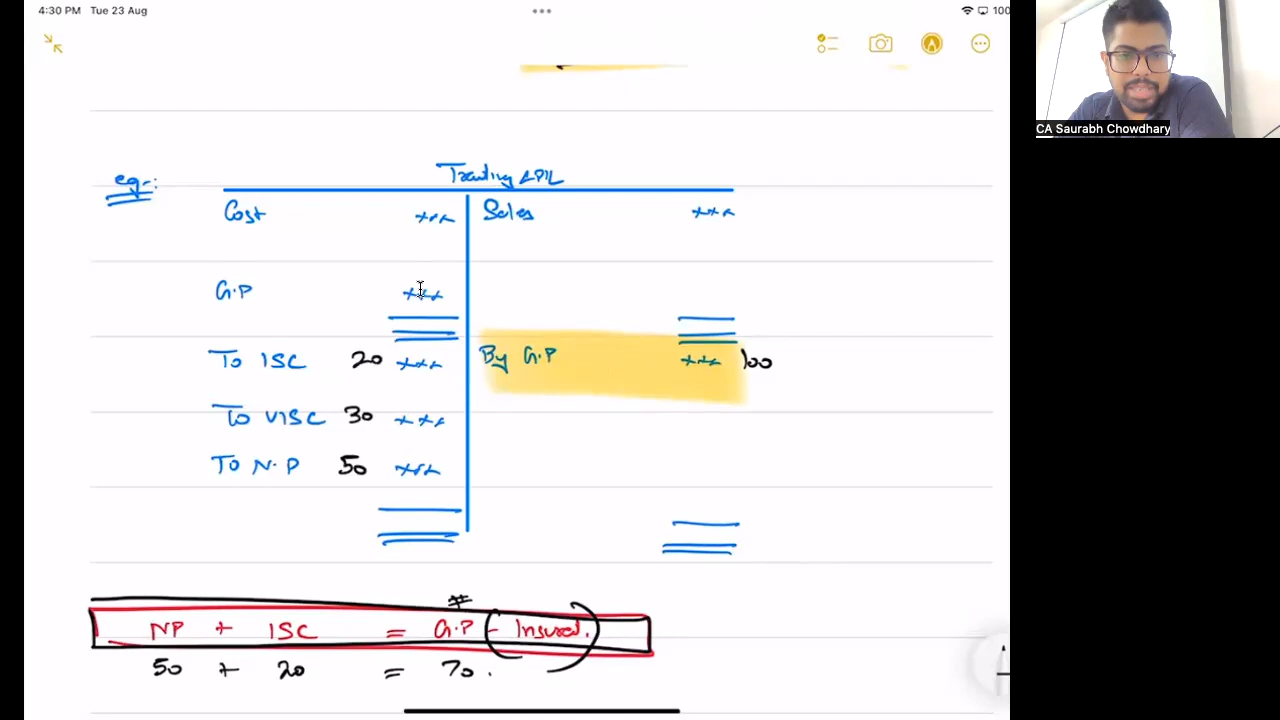 4:30 PM Tue 23 Aug
100
CA Saurabh Chowdhary
eg:
Trading & P/L
Cost xxx Sales xxx
G.P xxx
To ISC 20 xxx By G.P xxx 100
To UISC 30 xxx
To N.P 50 xxx
#
NP + ISC = G.P - Insured.
50 + 20 = 70.